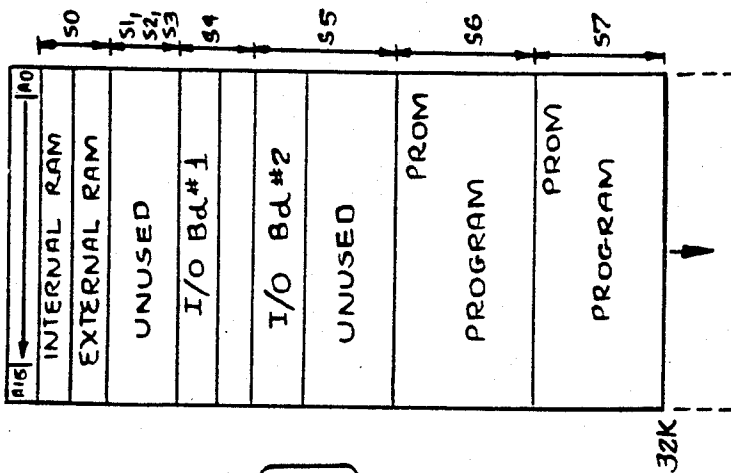 A15 A0
INTERNAL RAM
EXTERNAL RAM
S0
UNUSED
S1,
S2,
S3
I/O Bd #1
S4
I/O Bd #2
UNUSED
S5
PROM
PROGRAM
S6
PROM
PROGRAM
S7
32K